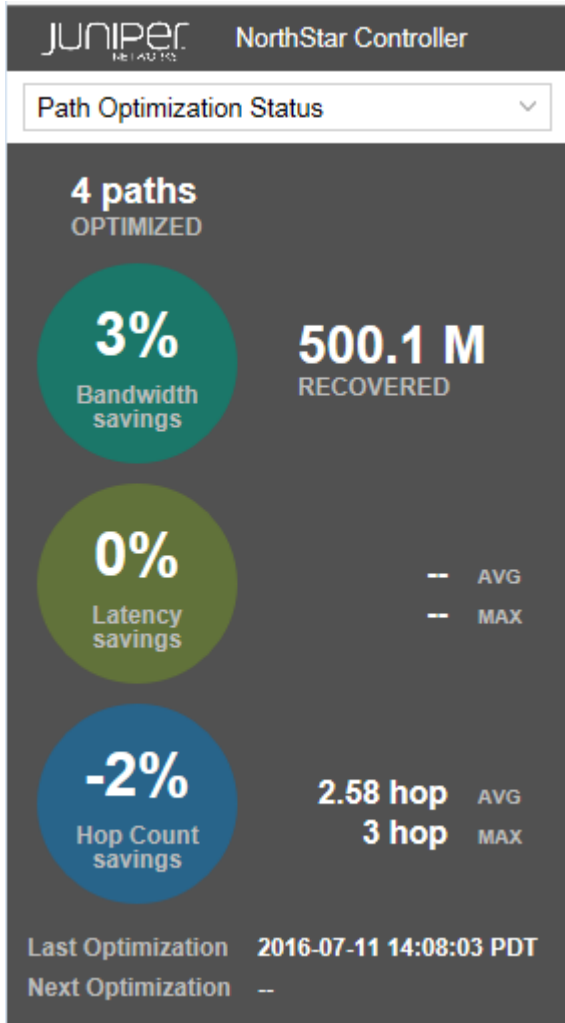 JUNIPER NorthStar Controller
NETWORKS
Path Optimization Status
4 paths
OPTIMIZED
3%
Bandwidth
savings
500.1 M
RECOVERED
0%
Latency
savings
-- AVG
-- MAX
-2%
Hop Count
savings
2.58 hop AVG
3 hop MAX
Last Optimization 2016-07-11 14:08:03 PDT
Next Optimization --